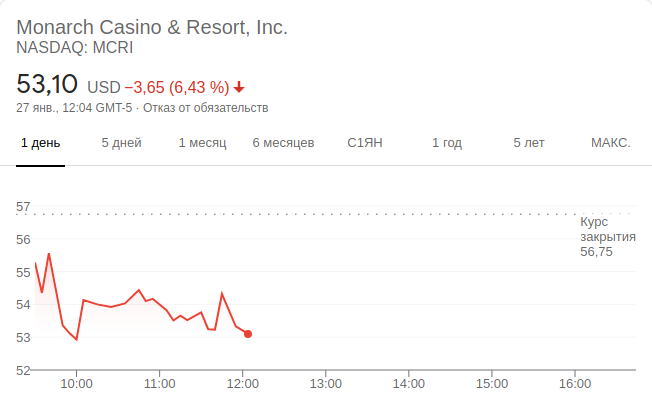 Monarch Casino & Resort, Inc.
NASDAQ: MCRI
53,10 USD −3,65 (6,43 %)
27 янв., 12:04 GMT-5 · Отказ от обязательств
1 день 5 дней 1 месяц 6 месяцев С1ЯН 1 год 5 лет МАКС.
57
Курс
закрытия
56,75
56
55
54
53
52
10:00 11:00 12:00 13:00 14:00 15:00 16:00